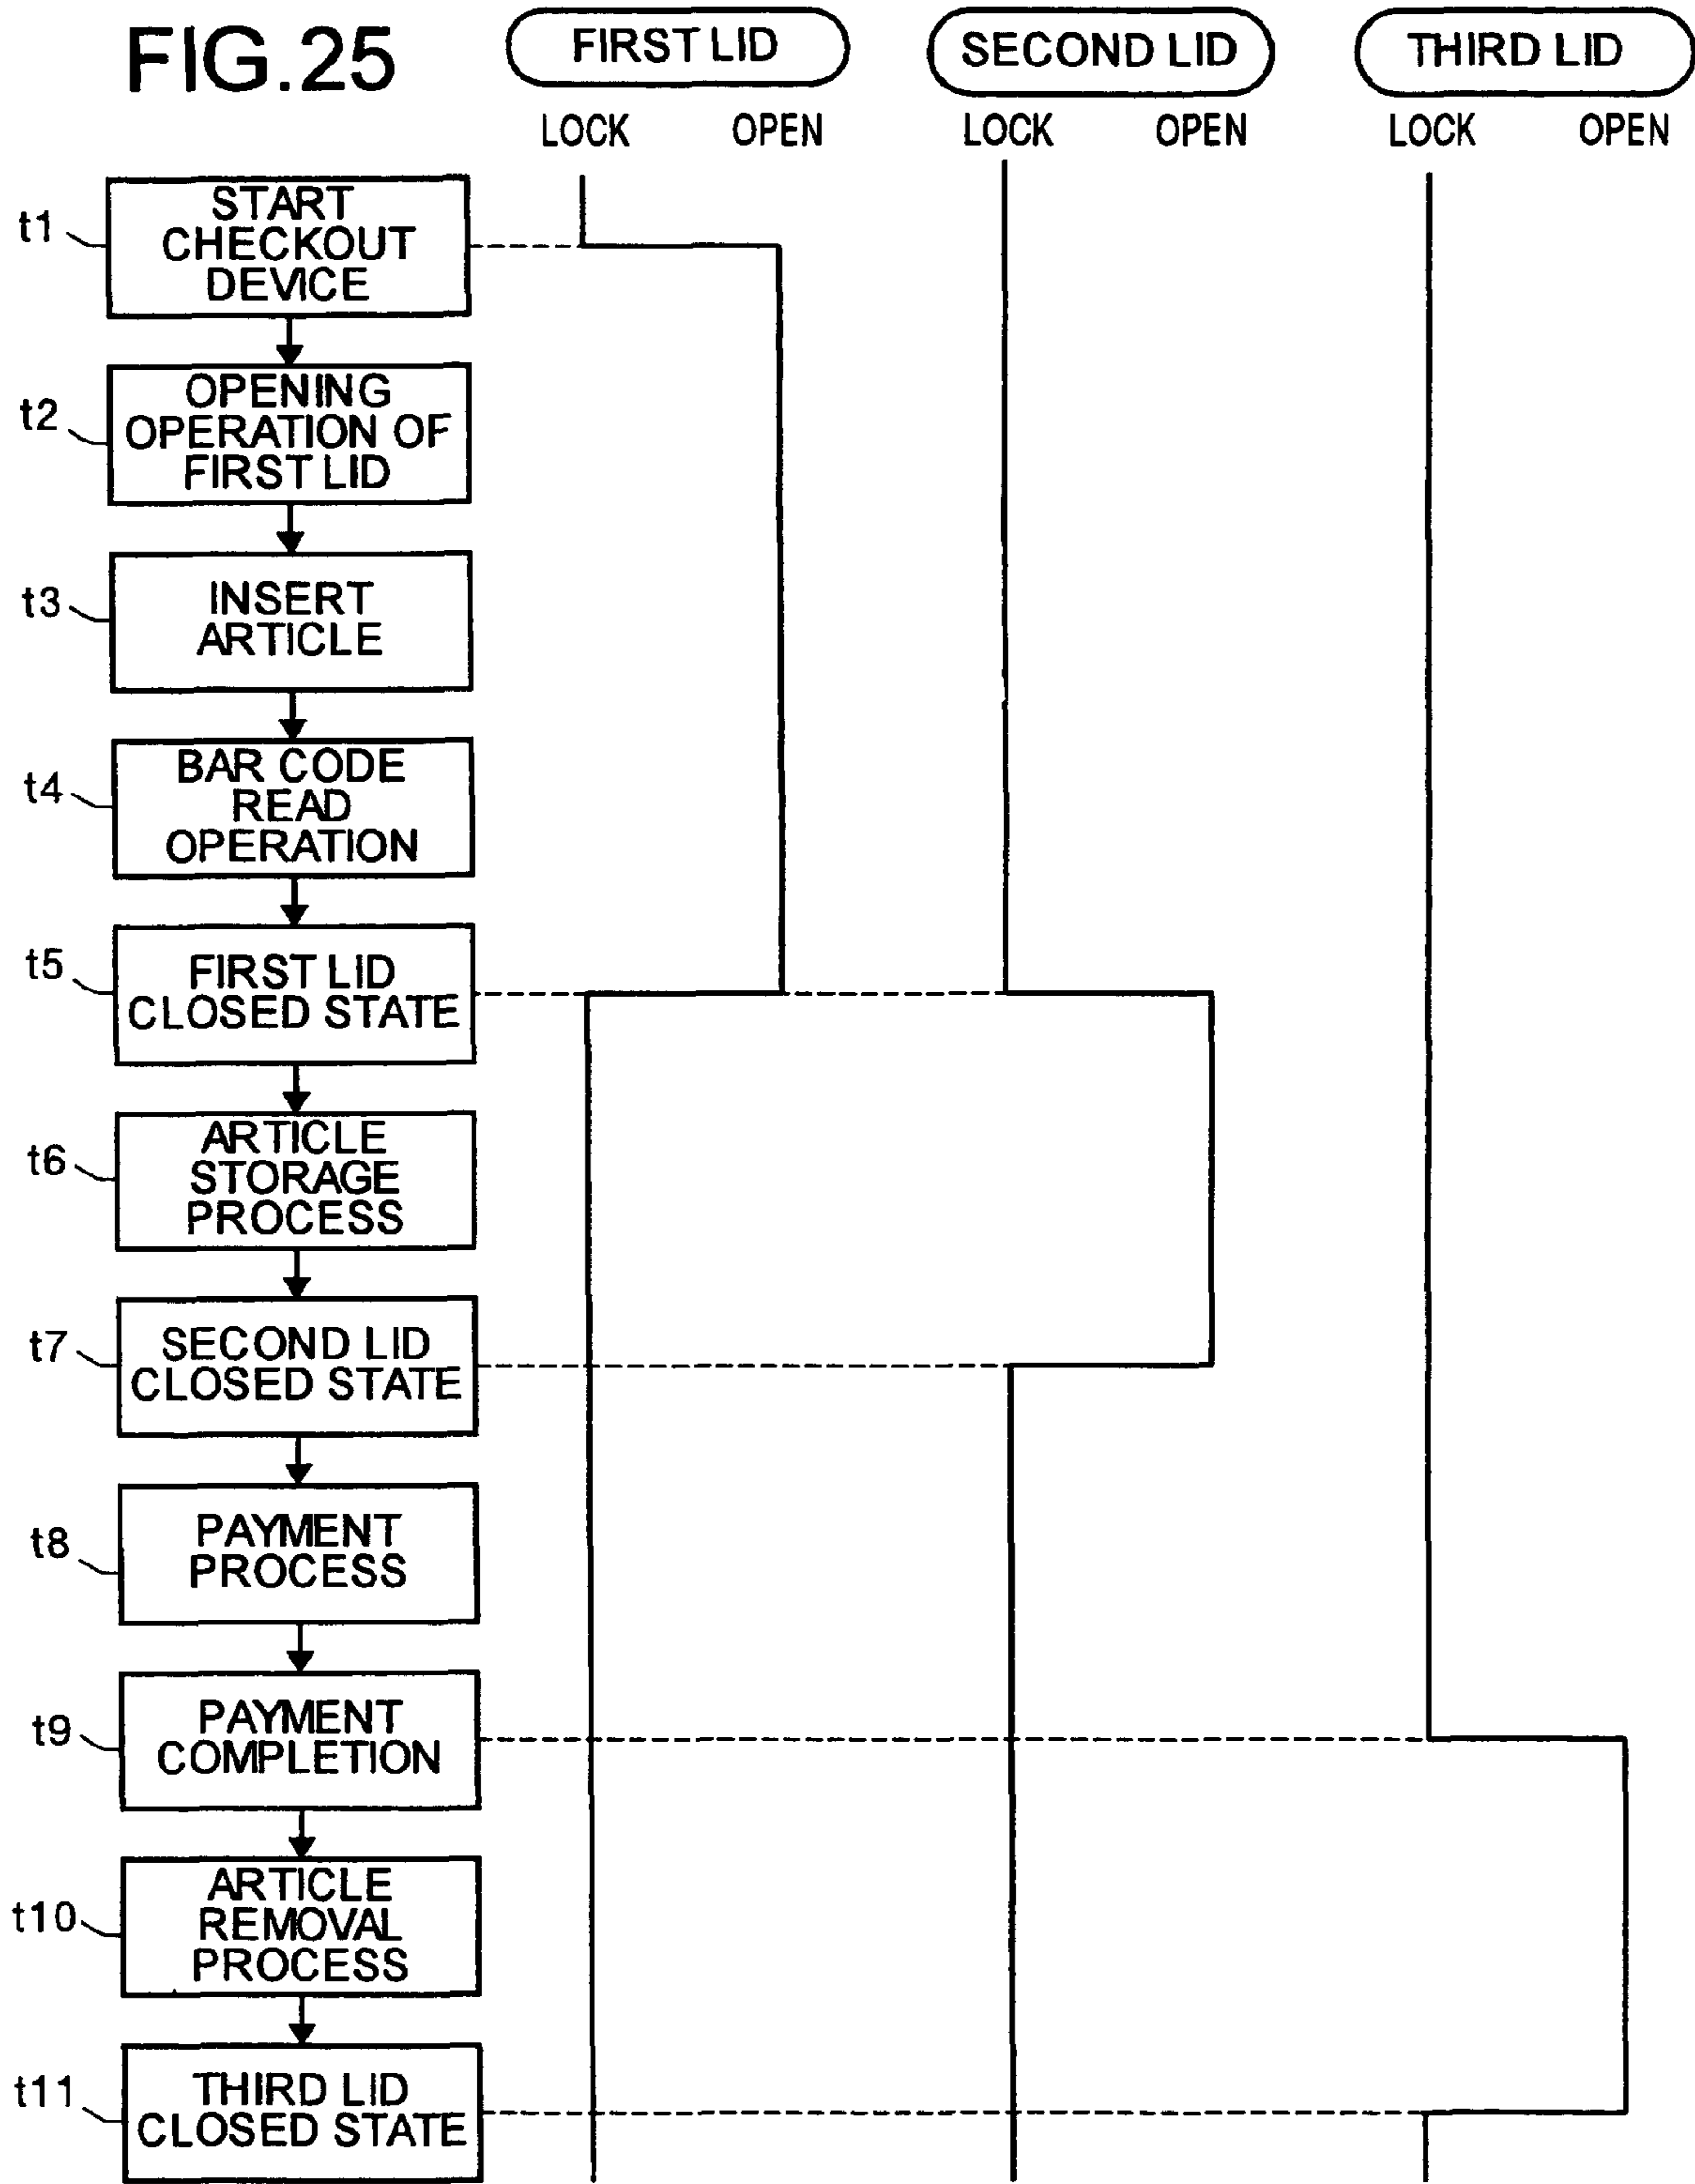 FIG.25
FIRST LID
SECOND LID
THIRD LID
LOCK OPEN
LOCK OPEN
LOCK OPEN
t1
START
CHECKOUT
DEVICE
t2
OPENING
OPERATION OF
FIRST LID
t3
INSERT
ARTICLE
t4
BAR CODE
READ
OPERATION
t5
FIRST LID
CLOSED STATE
t6
ARTICLE
STORAGE
PROCESS
t7
SECOND LID
CLOSED STATE
t8
PAYMENT
PROCESS
t9
PAYMENT
COMPLETION
t10
ARTICLE
REMOVAL
PROCESS
t11
THIRD LID
CLOSED STATE